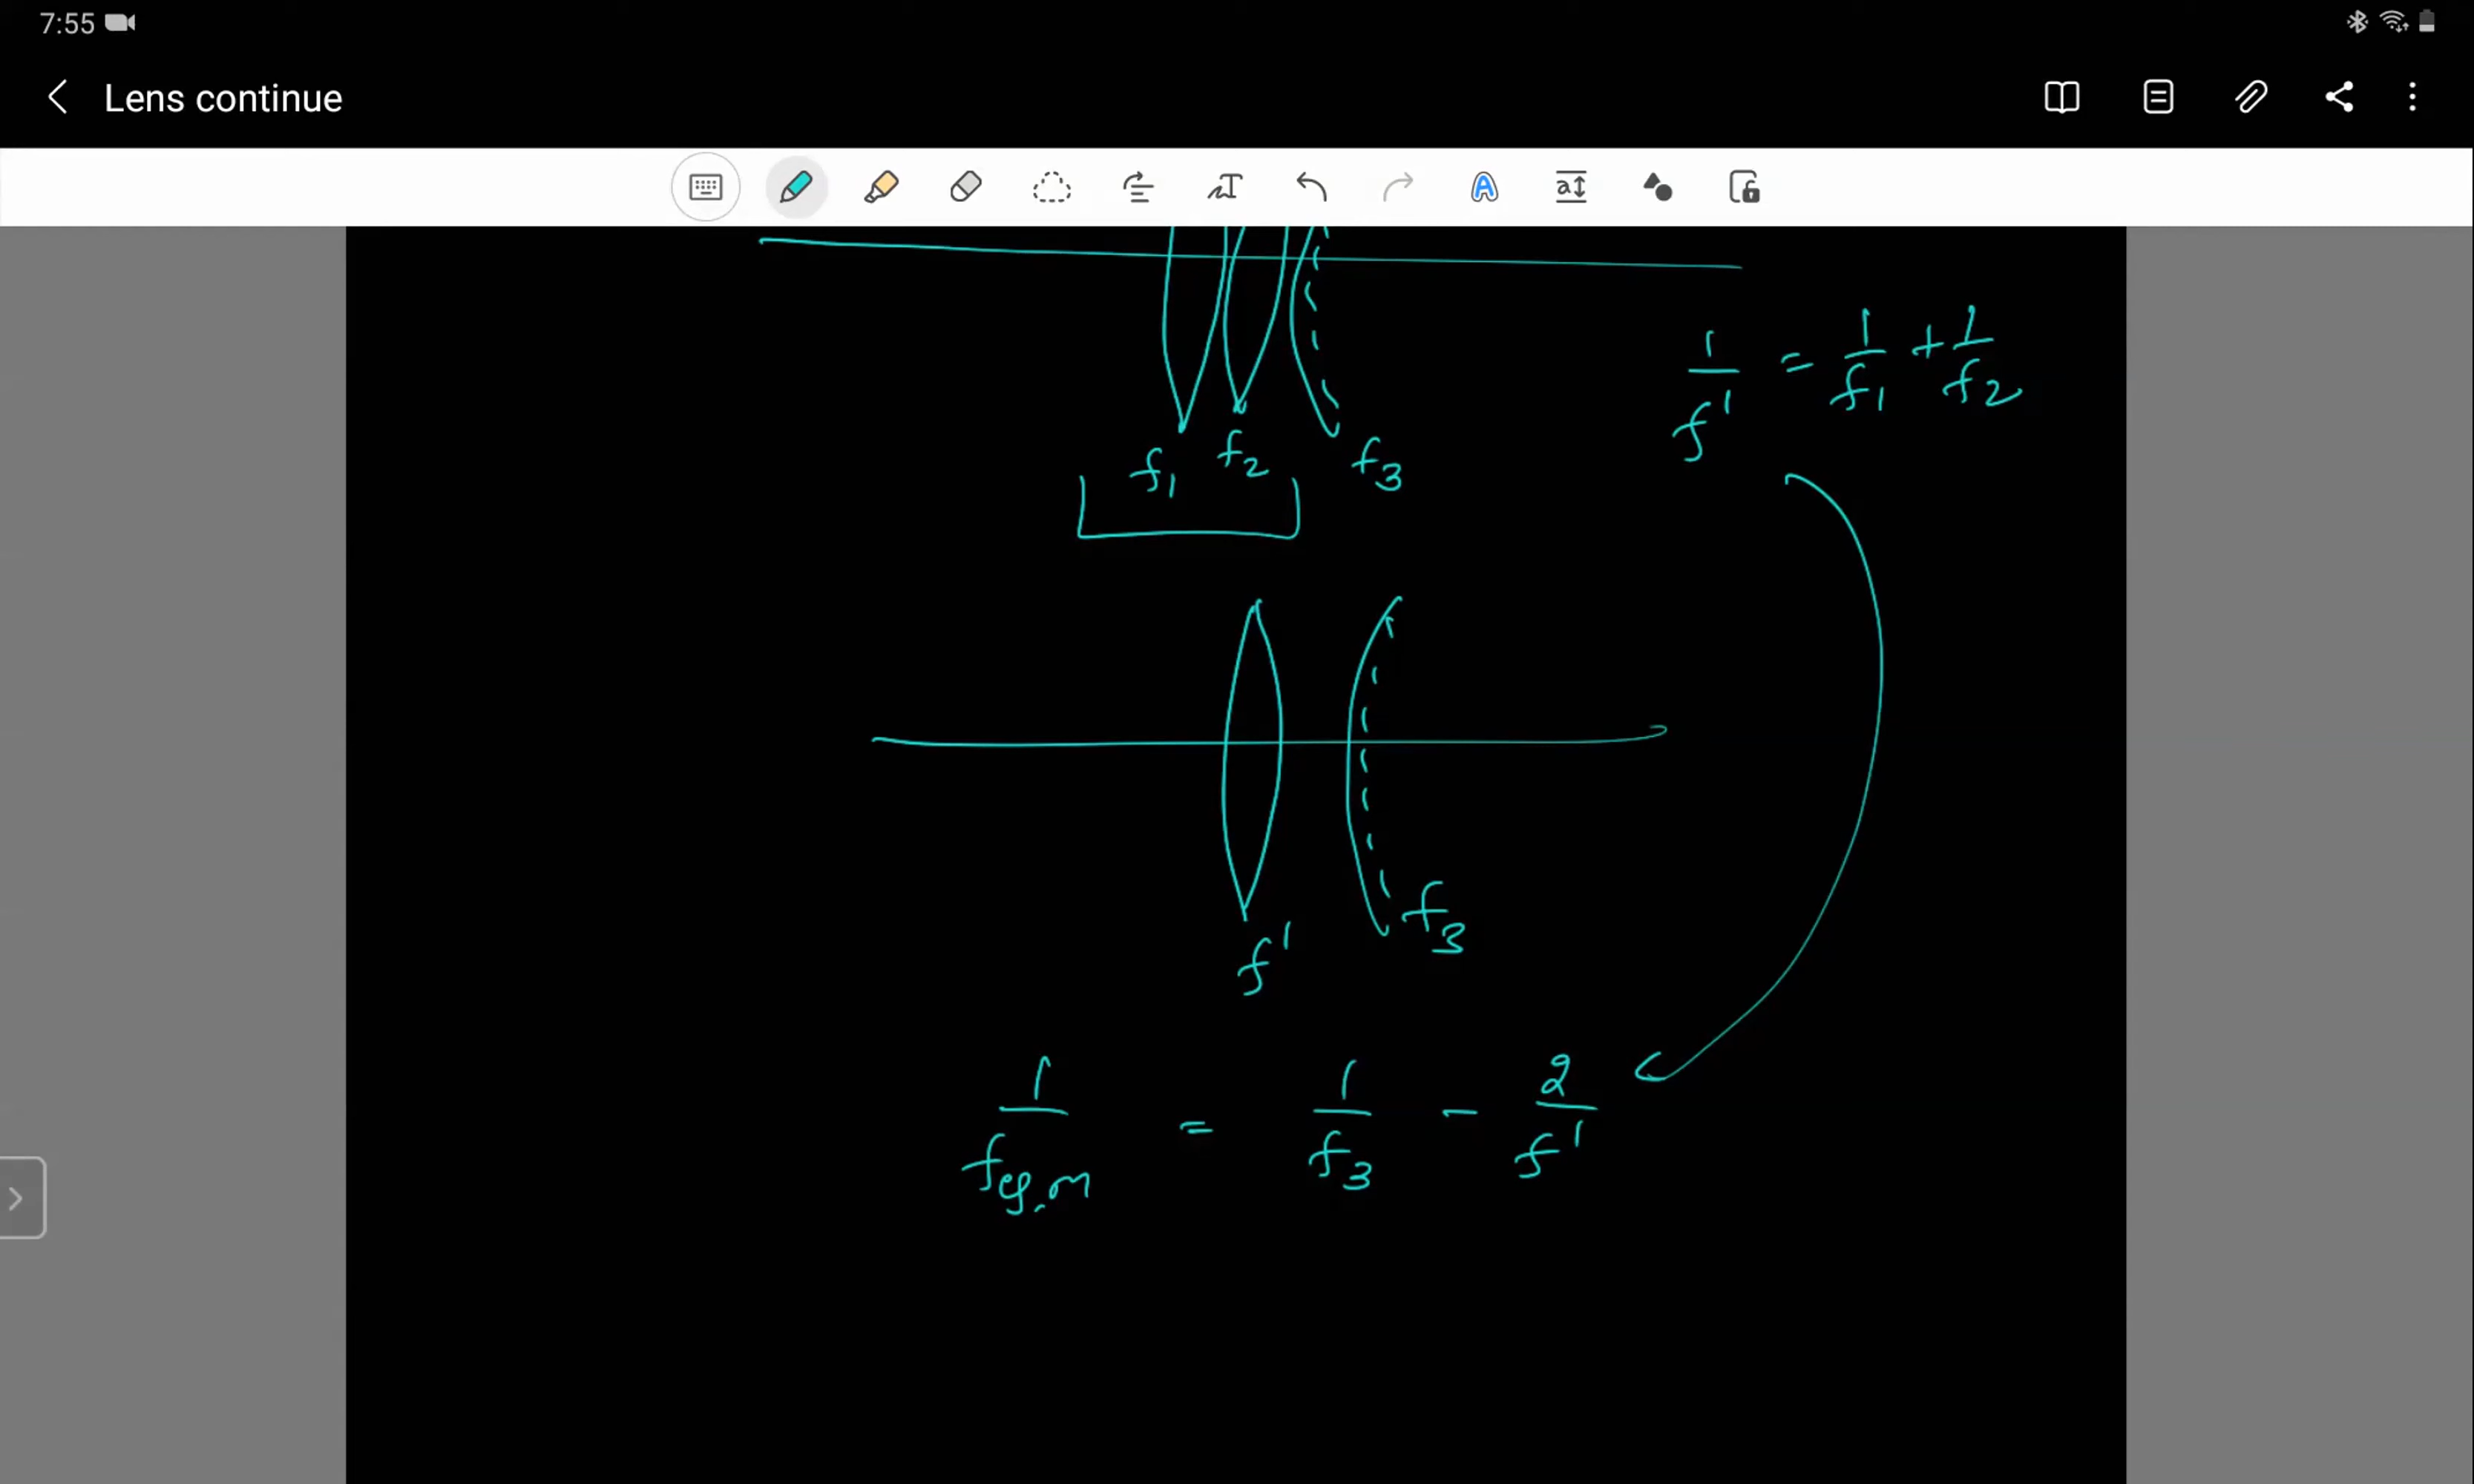 7:55
Lens continue
1/f' = 1/f1 + 1/f2
f1 f2 f3
f' f3
1/feq,m = 1/f3 - 2/f'